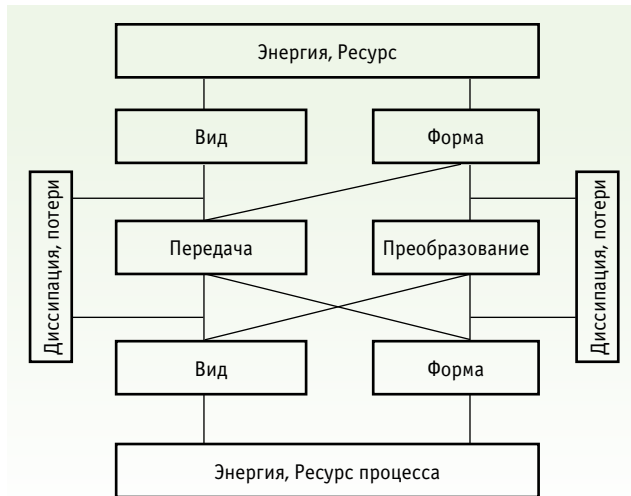 Энергия, Ресурс
Вид
Форма
Диссипация, потери
Передача
Преобразование
Диссипация, потери
Вид
Форма
Энергия, Ресурс процесса